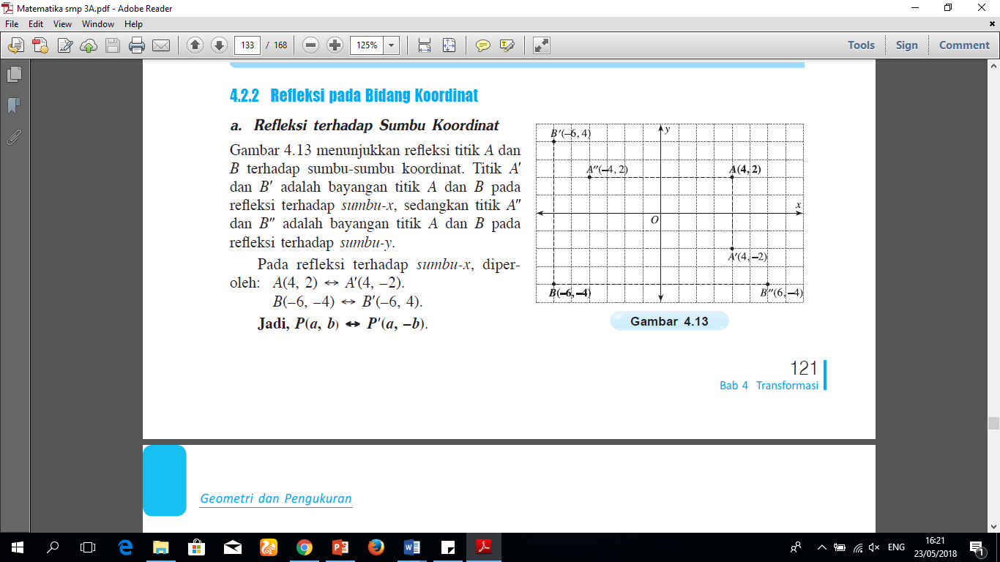 Matematika smp 3A.pdf - Adobe Reader
File Edit View Window Help
133 / 168 125% Tools Sign Comment
4.2.2 Refleksi pada Bidang Koordinat
a. Refleksi terhadap Sumbu Koordinat
Gambar 4.13 menunjukkan refleksi titik A dan
B terhadap sumbu-sumbu koordinat. Titik A′
dan B′ adalah bayangan titik A dan B pada
refleksi terhadap sumbu-x, sedangkan titik A″
dan B″ adalah bayangan titik A dan B pada
refleksi terhadap sumbu-y.
Pada refleksi terhadap sumbu-x, diper-
oleh: A(4, 2) ↔ A′(4, –2).
B(–6, –4) ↔ B′(–6, 4).
Jadi, P(a, b) ↔ P′(a, –b).
B′(–6, 4)
y
A″(–4, 2)
A(4, 2)
x
O
A′(4, –2)
B(–6, –4)
B″(6, –4)
Gambar 4.13
121
Bab 4 Transformasi
Geometri dan Pengukuran
ENG
16:21
23/05/2018
1